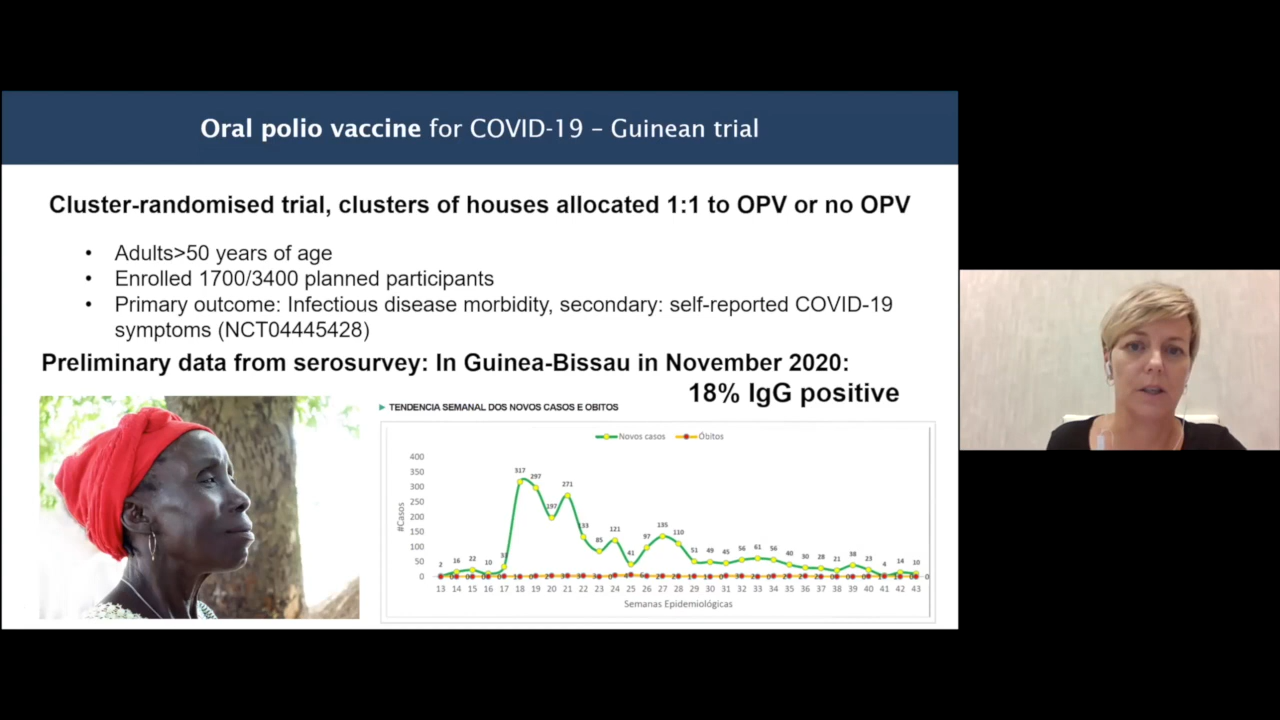 Oral polio vaccine for COVID-19 – Guinean trial
Cluster-randomised trial, clusters of houses allocated 1:1 to OPV or no OPV
• Adults>50 years of age
• Enrolled 1700/3400 planned participants
• Primary outcome: Infectious disease morbidity, secondary: self-reported COVID-19
symptoms (NCT04445428)
Preliminary data from serosurvey: In Guinea-Bissau in November 2020:
18% IgG positive
TENDENCIA SEMANAL DOS NOVOS CASOS E OBITOS
Novos casos Óbitos
#Casos
400
350
300
250
200
150
100
50
0
2 16 22 10 317 297 197 271 133 85 121 41 97 135 110 51 49 45 56 61 56 40 30 28 21 38 23 4 14 10
13 14 15 16 17 18 19 20 21 22 23 24 25 26 27 28 29 30 31 32 33 34 35 36 37 38 39 40 41 42 43
Semanas Epidemiológicas